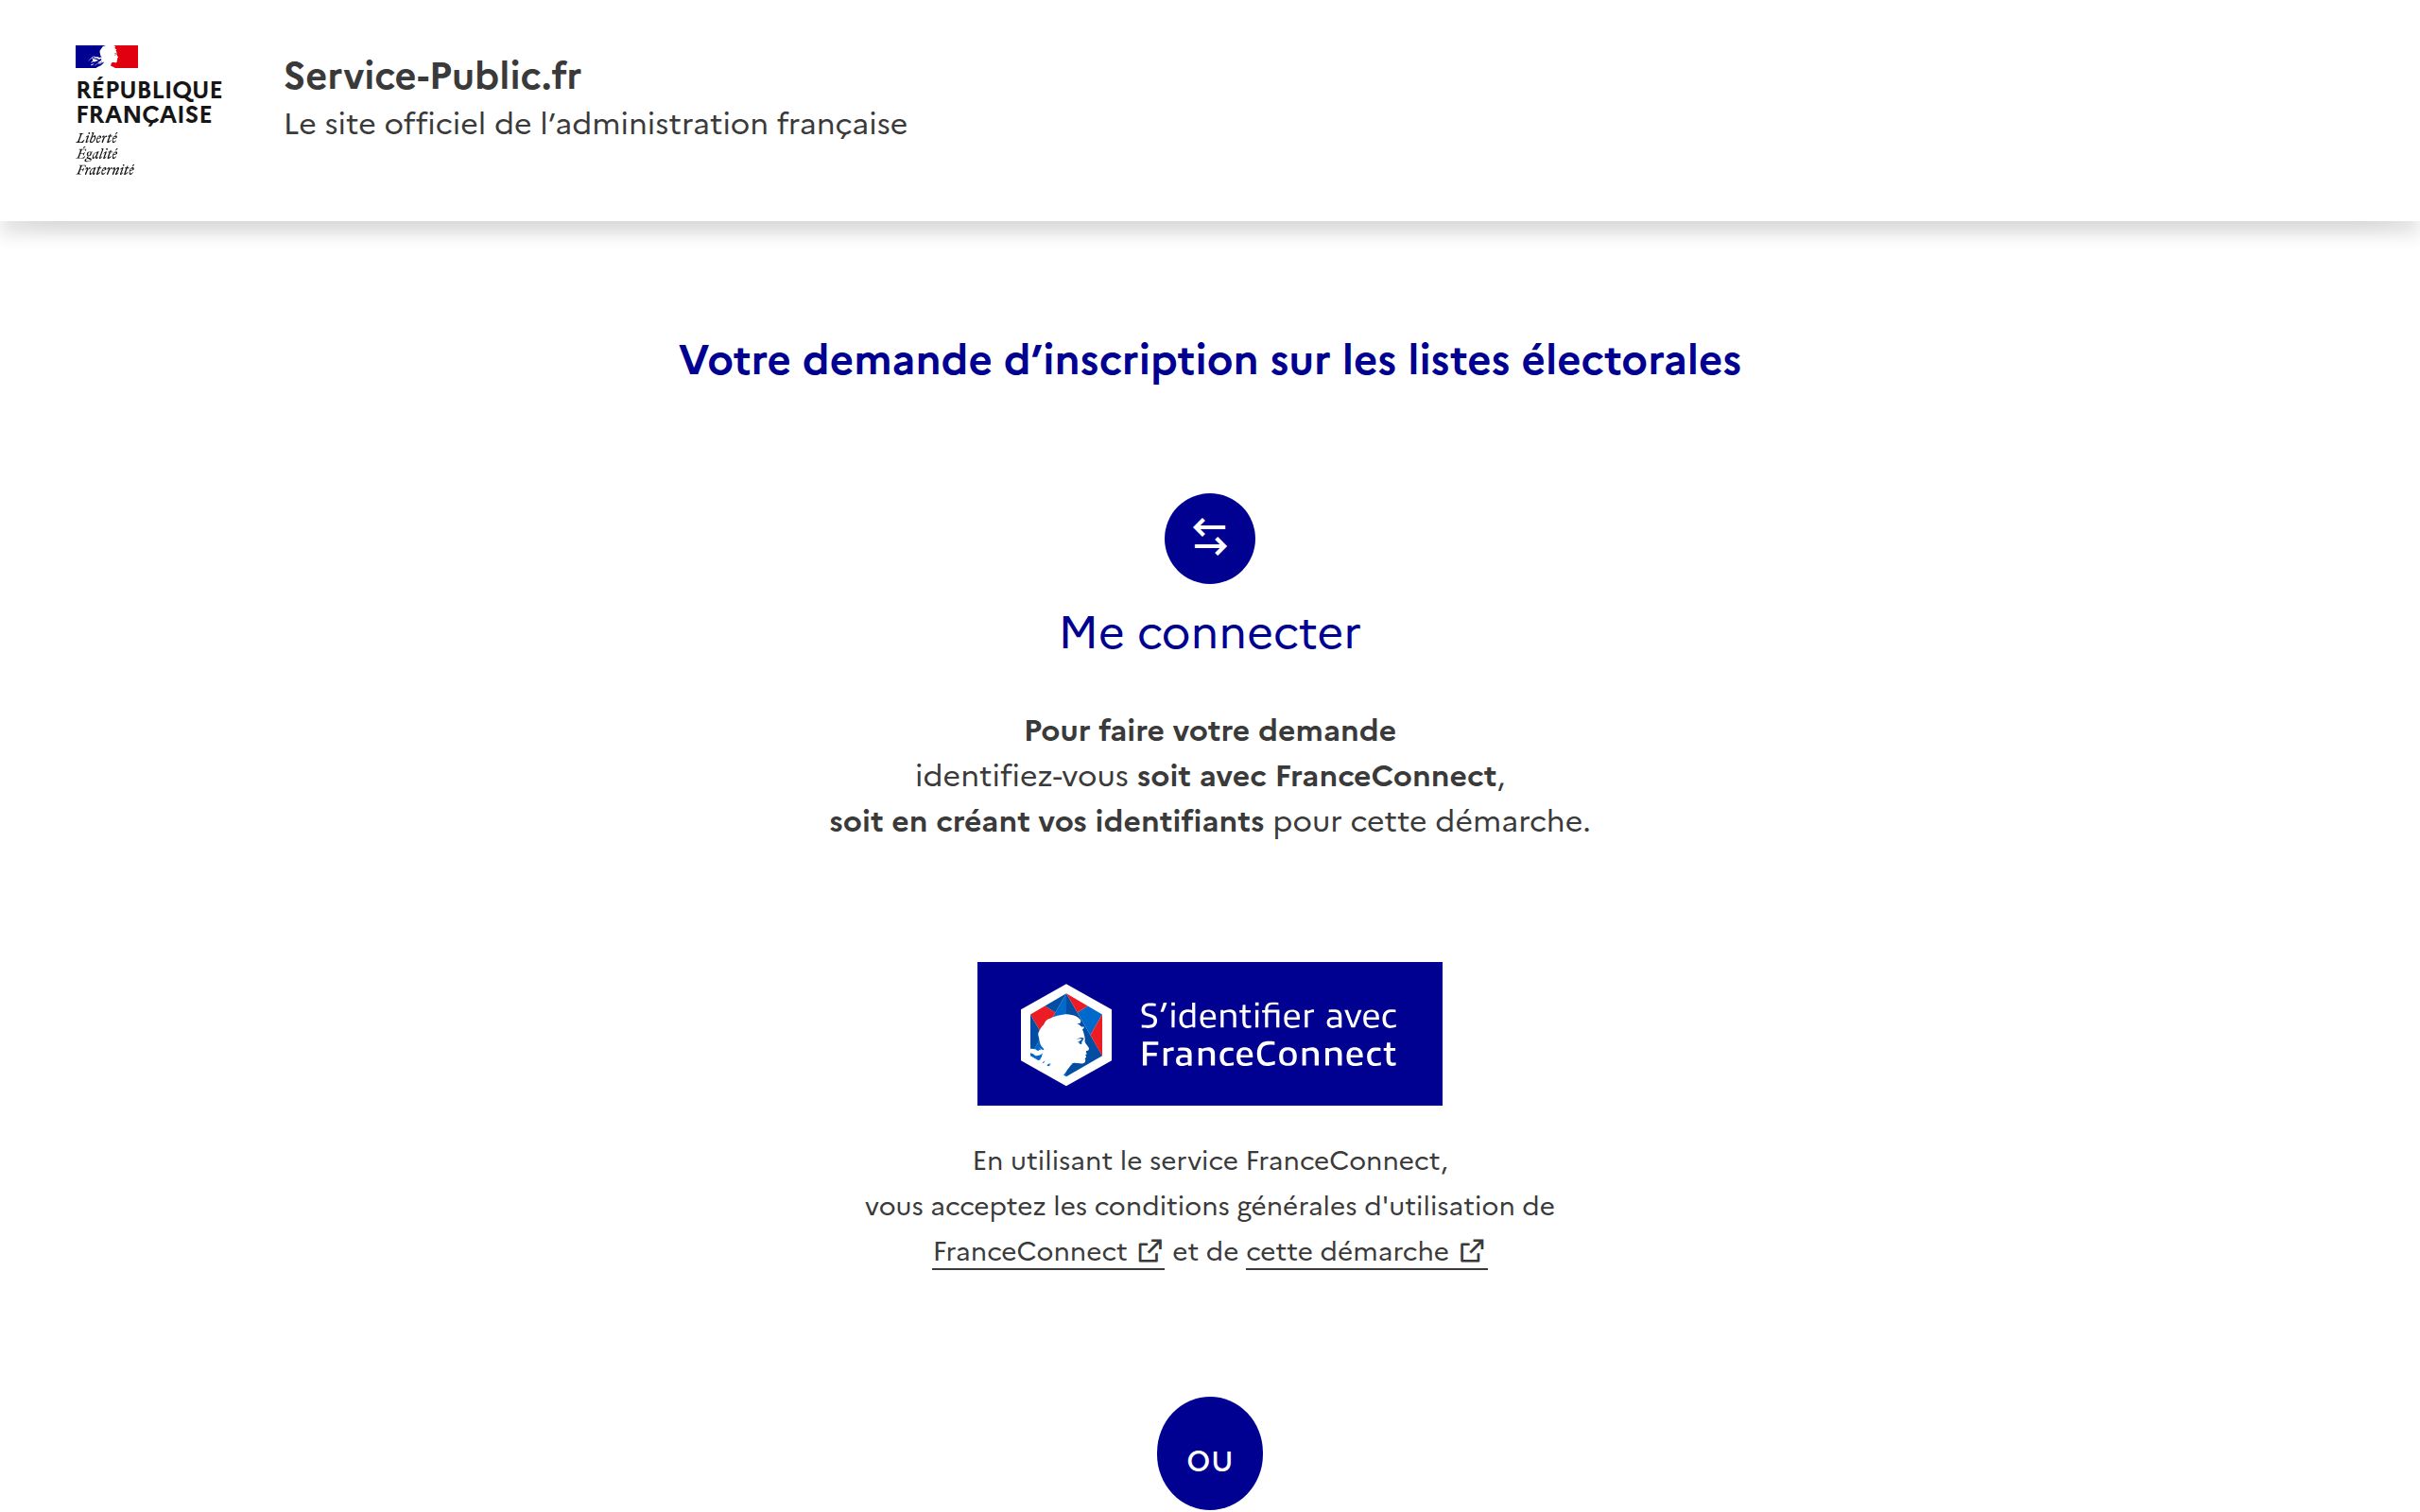 RÉPUBLIQUE
FRANÇAISE
Liberté
Égalité
Fraternité
Service-Public.fr
Le site officiel de l’administration française
Votre demande d’inscription sur les listes électorales
Me connecter
Pour faire votre demande
identifiez-vous soit avec FranceConnect,
soit en créant vos identifiants pour cette démarche.
S’identifier avec
FranceConnect
En utilisant le service FranceConnect,
vous acceptez les conditions générales d'utilisation de
FranceConnect et de cette démarche
OU